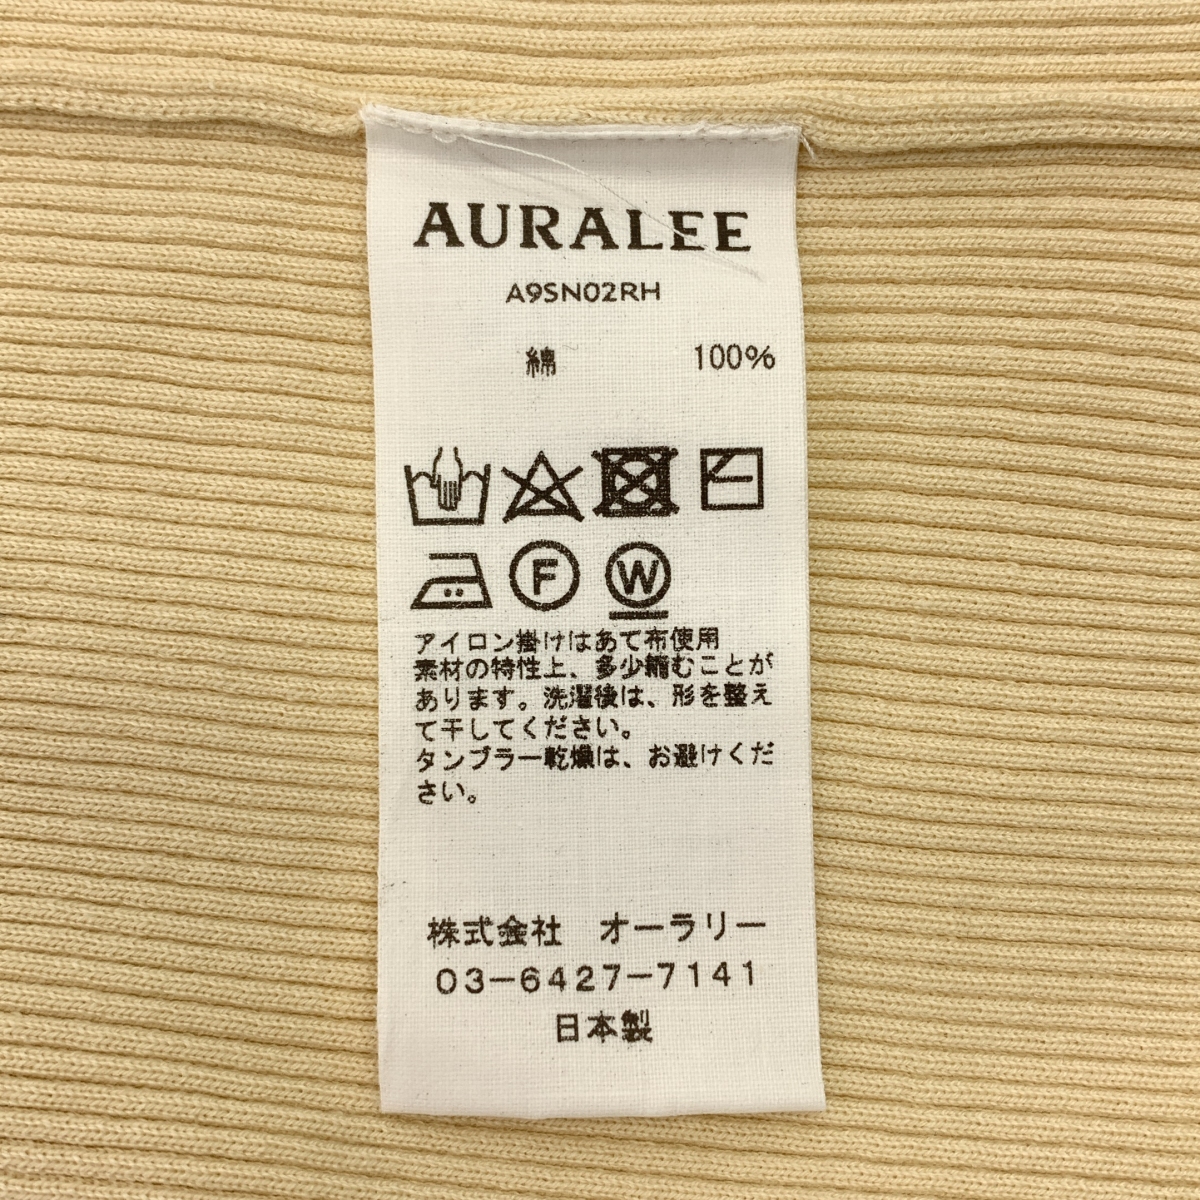 AURALEE
A9SN02RH
綿 100%
F W
アイロン掛けはあて布使用
素材の特性上、多少縮むことが
あります。洗濯後は、形を整え
て干してください。
タンブラー乾燥は、お避けくだ
さい。
株式会社 オーラリー
03-6427-7141
日本製